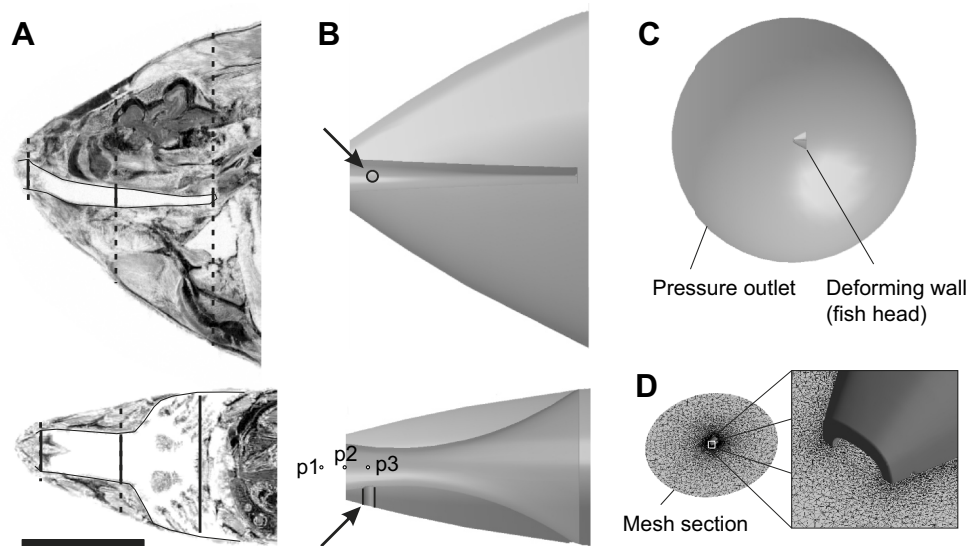 A
B
C
Pressure outlet
Deforming wall
(fish head)
D
p1
p2
p3
Mesh section